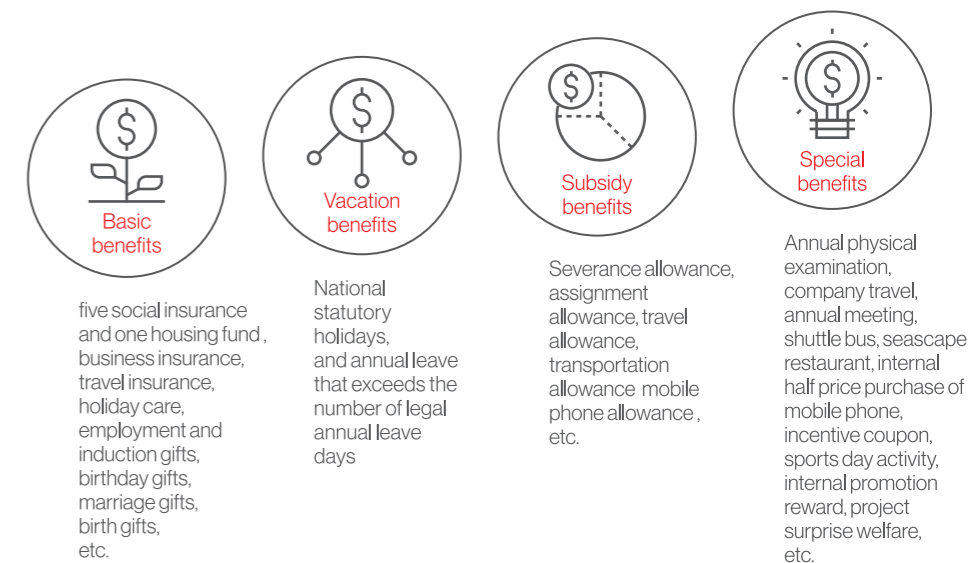 Basic
benefits
five social insurance
and one housing fund ,
business insurance,
travel insurance,
holiday care,
employment and
induction gifts,
birthday gifts,
marriage gifts,
birth gifts,
etc.
Vacation
benefits
National
statutory
holidays,
and annual leave
that exceeds the
number of legal
annual leave
days
Subsidy
benefits
Severance allowance,
assignment
allowance, travel
allowance,
transportation
allowance mobile
phone allowance ,
etc.
Special
benefits
Annual physical
examination,
company travel,
annual meeting,
shuttle bus, seascape
restaurant, internal
half price purchase of
mobile phone,
incentive coupon,
sports day activity,
internal promotion
reward, project
surprise welfare,
etc.